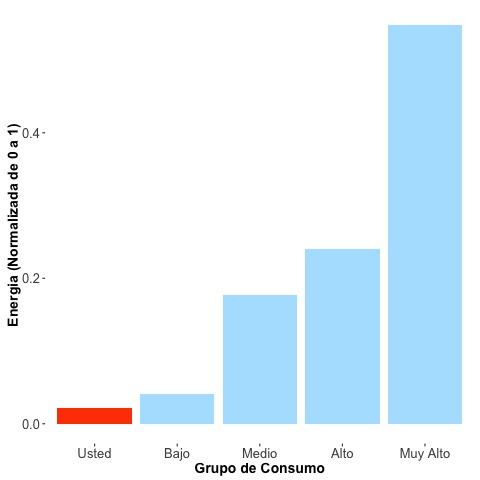 Energia (Normalizada de 0 a 1)
0.4
0.2
0.0
Usted Bajo Medio Alto Muy Alto
Grupo de Consumo